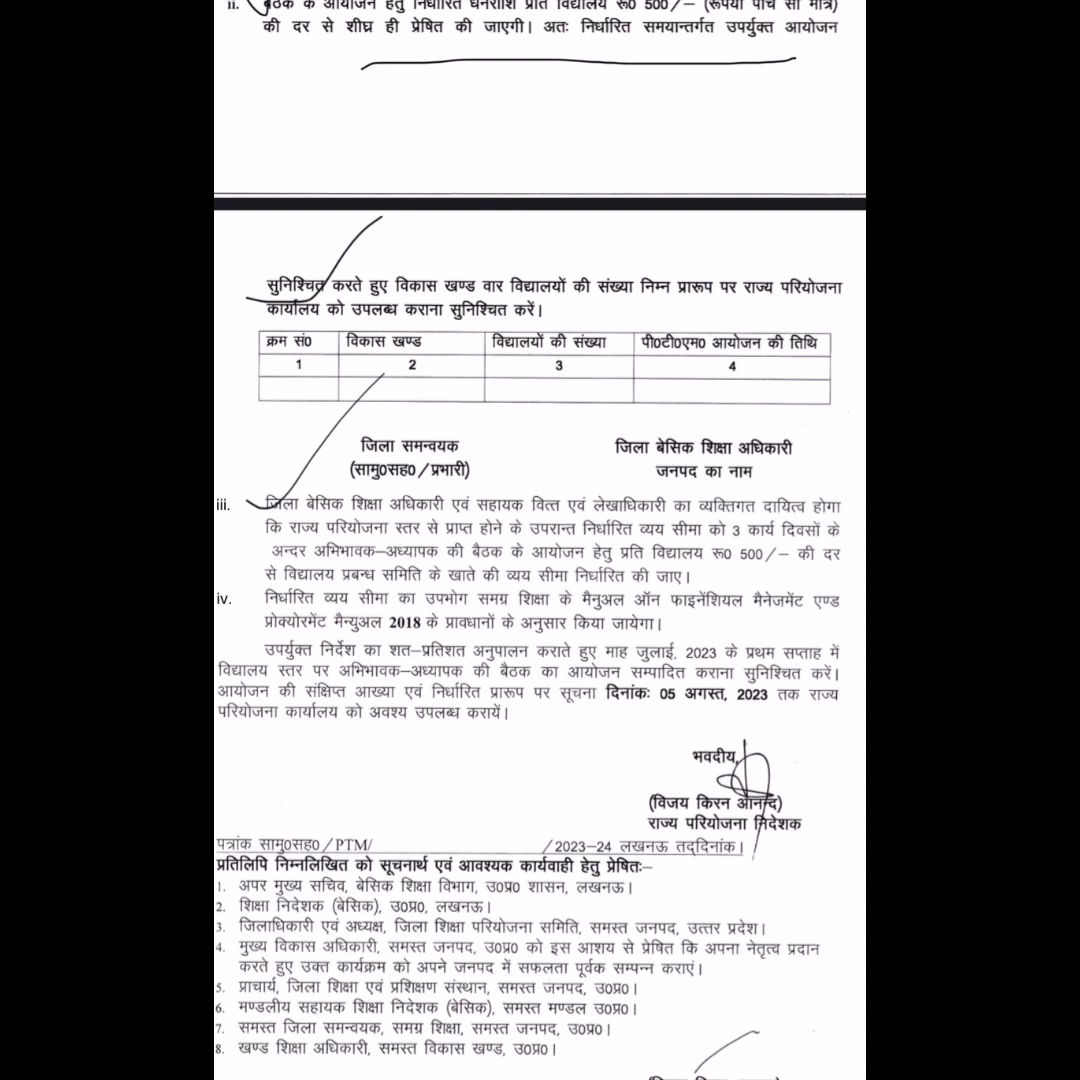 ii. बैठक के आयोजन हेतु निर्धारित धनराशि प्रति विद्यालय रू0 500/– (रूपया पांच सौ मात्र)
की दर से शीघ्र ही प्रेषित की जाएगी। अतः निर्धारित समयान्तर्गत उपर्युक्त आयोजन
सुनिश्चित करते हुए विकास खण्ड वार विद्यालयों की संख्या निम्न प्रारूप पर राज्य परियोजना
कार्यालय को उपलब्ध कराना सुनिश्चित करें।
क्रम सं0 विकास खण्ड विद्यालयों की संख्या पी0टी0एम0 आयोजन की तिथि
1 2 3 4
जिला समन्वयक जिला बेसिक शिक्षा अधिकारी
(सामु0सह0/प्रभारी) जनपद का नाम
iii. जिला बेसिक शिक्षा अधिकारी एवं सहायक वित्त एवं लेखाधिकारी का व्यक्तिगत दायित्व होगा
कि राज्य परियोजना स्तर से प्राप्त होने के उपरान्त निर्धारित व्यय सीमा को 3 कार्य दिवसों के
अन्दर अभिभावक–अध्यापक की बैठक के आयोजन हेतु प्रति विद्यालय रू0 500/– की दर
से विद्यालय प्रबन्ध समिति के खाते की व्यय सीमा निर्धारित की जाए।
iv. निर्धारित व्यय सीमा का उपभोग समग्र शिक्षा के मैनुअल ऑन फाइनेंशियल मैनेजमेंट एण्ड
प्रोक्योरमेंट मैन्युअल 2018 के प्रावधानों के अनुसार किया जायेगा।
उपर्युक्त निर्देश का शत–प्रतिशत अनुपालन कराते हुए माह जुलाई, 2023 के प्रथम सप्ताह में
विद्यालय स्तर पर अभिभावक–अध्यापक की बैठक का आयोजन सम्पादित कराना सुनिश्चित करें।
आयोजन की संक्षिप्त आख्या एवं निर्धारित प्रारूप पर सूचना दिनांकः 05 अगस्त, 2023 तक राज्य
परियोजना कार्यालय को अवश्य उपलब्ध करायें।
भवदीय,
(विजय किरन आनन्द)
राज्य परियोजना निदेशक
पत्रांक सामु0सह0/PTM/ /2023-24 लखनऊ तद्दिनांक।
प्रतिलिपि निम्नलिखित को सूचनार्थ एवं आवश्यक कार्यवाही हेतु प्रेषितः–
1. अपर मुख्य सचिव, बेसिक शिक्षा विभाग, उ0प्र0 शासन, लखनऊ।
2. शिक्षा निदेशक (बेसिक), उ0प्र0, लखनऊ।
3. जिलाधिकारी एवं अध्यक्ष, जिला शिक्षा परियोजना समिति, समस्त जनपद, उत्तर प्रदेश।
4. मुख्य विकास अधिकारी, समस्त जनपद, उ0प्र0 को इस आशय से प्रेषित कि अपना नेतृत्व प्रदान
करते हुए उक्त कार्यक्रम को अपने जनपद में सफलता पूर्वक सम्पन्न कराएं।
5. प्राचार्य, जिला शिक्षा एवं प्रशिक्षण संस्थान, समस्त जनपद, उ0प्र0।
6. मण्डलीय सहायक शिक्षा निदेशक (बेसिक), समस्त मण्डल उ0प्र0।
7. समस्त जिला समन्वयक, समग्र शिक्षा, समस्त जनपद, उ0प्र0।
8. खण्ड शिक्षा अधिकारी, समस्त विकास खण्ड, उ0प्र0।